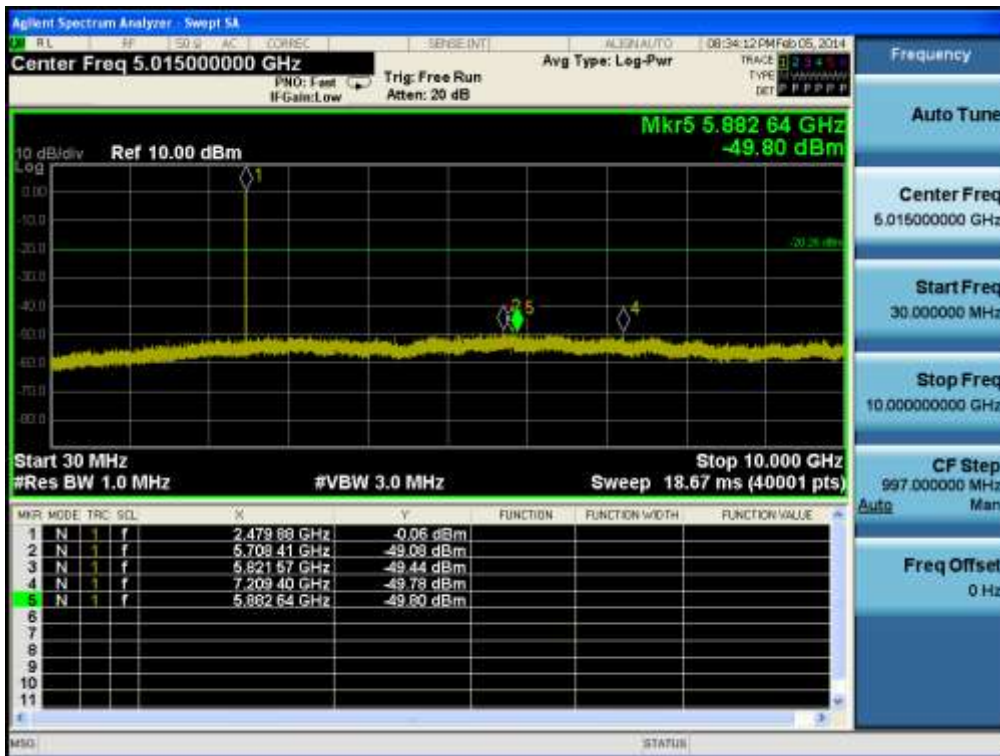 Agilent Spectrum Analyzer - Swept SA
RL RF 50 Ω AC CORREC SENSE:INT ALIGNAUTO 08:34:12 PM Feb 05, 2014
Center Freq 5.015000000 GHz
PNO: Fast
IFGain:Low
Trig: Free Run
Atten: 20 dB
Avg Type: Log-Pwr
TRACE 1 2 3 4 5 6
TYPE
DET P P P P P P
Frequency
Auto Tune
Center Freq
5.015000000 GHz
Start Freq
30.000000 MHz
Stop Freq
10.000000000 GHz
CF Step
997.000000 MHz
Auto Man
Freq Offset
0 Hz
Mkr5 5.882 64 GHz
-49.80 dBm
10 dB/div Ref 10.00 dBm
Log
0.00
-10.0
-20.0
-30.0
-40.0
-50.0
-60.0
-70.0
-80.0
1
2
5
4
Start 30 MHz
Stop 10.000 GHz
#Res BW 1.0 MHz
#VBW 3.0 MHz
Sweep 18.67 ms (40001 pts)
MKR MODE TRC SCL X Y FUNCTION FUNCTION WIDTH FUNCTION VALUE
1 N 1 f 2.479 88 GHz -0.06 dBm
2 N 1 f 5.708 41 GHz -49.08 dBm
3 N 1 f 5.821 57 GHz -49.44 dBm
4 N 1 f 7.209 40 GHz -49.78 dBm
5 N 1 f 5.882 64 GHz -49.80 dBm
6
7
8
9
10
11
MSG
STATUS